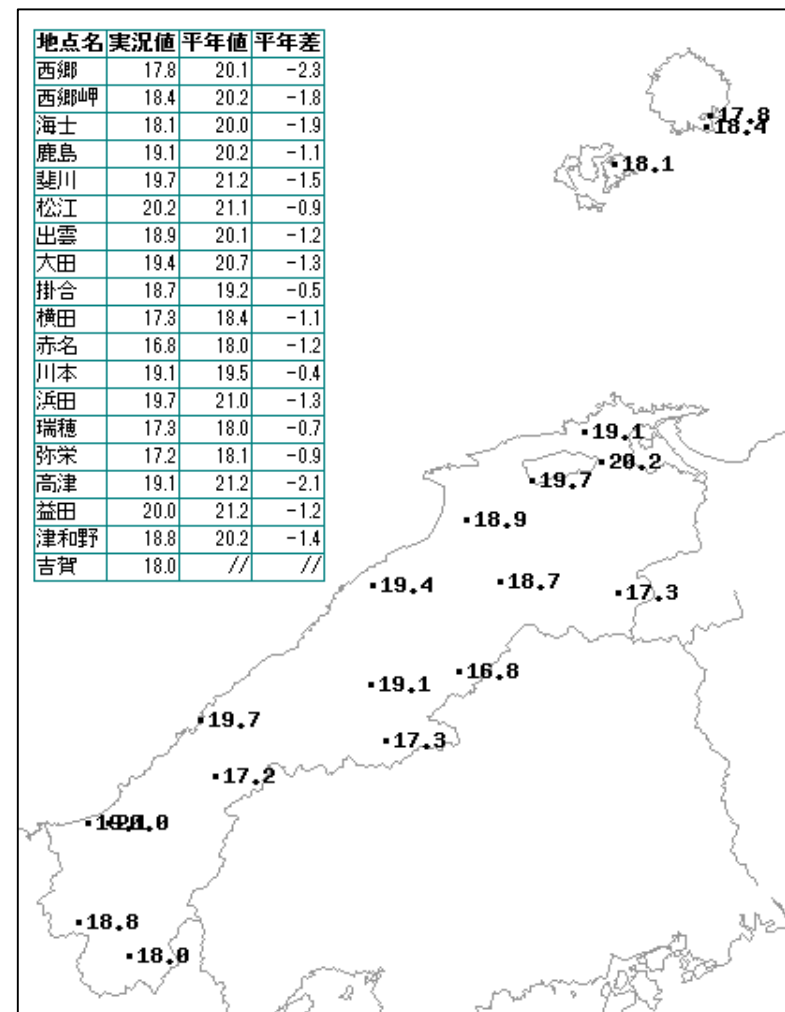 地点名 実況値 平年値 平年差
西郷 17.8 20.1 -2.3
西郷岬 18.4 20.2 -1.8
海士 18.1 20.0 -1.9
鹿島 19.1 20.2 -1.1
斐川 19.7 21.2 -1.5
松江 20.2 21.1 -0.9
出雲 18.9 20.1 -1.2
大田 19.4 20.7 -1.3
掛合 18.7 19.2 -0.5
横田 17.3 18.4 -1.1
赤名 16.8 18.0 -1.2
川本 19.1 19.5 -0.4
浜田 19.7 21.0 -1.3
瑞穂 17.3 18.0 -0.7
弥栄 17.2 18.1 -0.9
高津 19.1 21.2 -2.1
益田 20.0 21.2 -1.2
津和野 18.8 20.2 -1.4
吉賀 18.0 // //
17.8
18.4
18.1
19.1
20.2
19.7
18.9
19.4
18.7
17.3
16.8
19.1
19.7
17.3
17.2
18.8
18.0